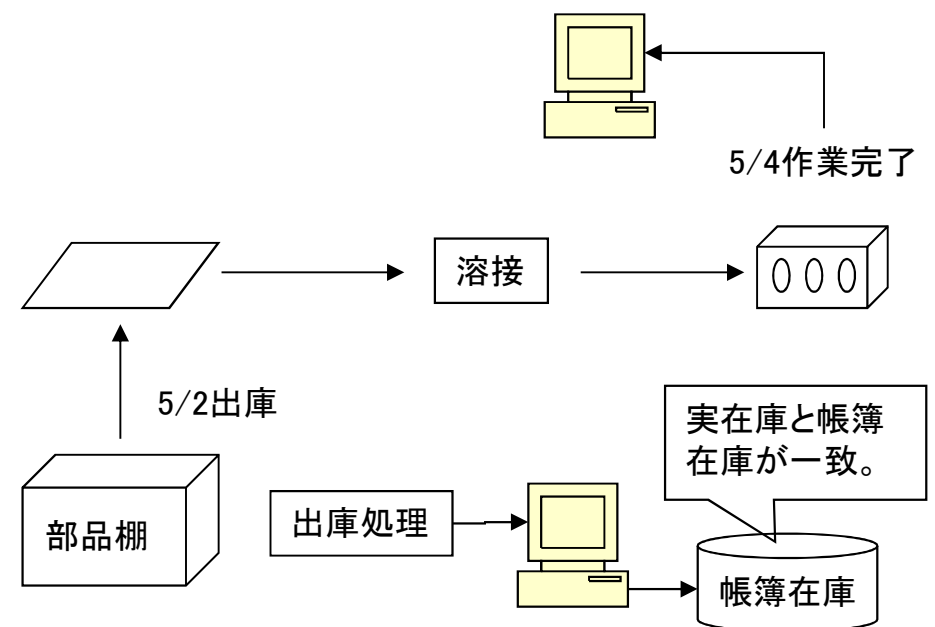 5/4作業完了
溶接
5/2出庫
実在庫と帳簿
在庫が一致。
部品棚
出庫処理
帳簿在庫